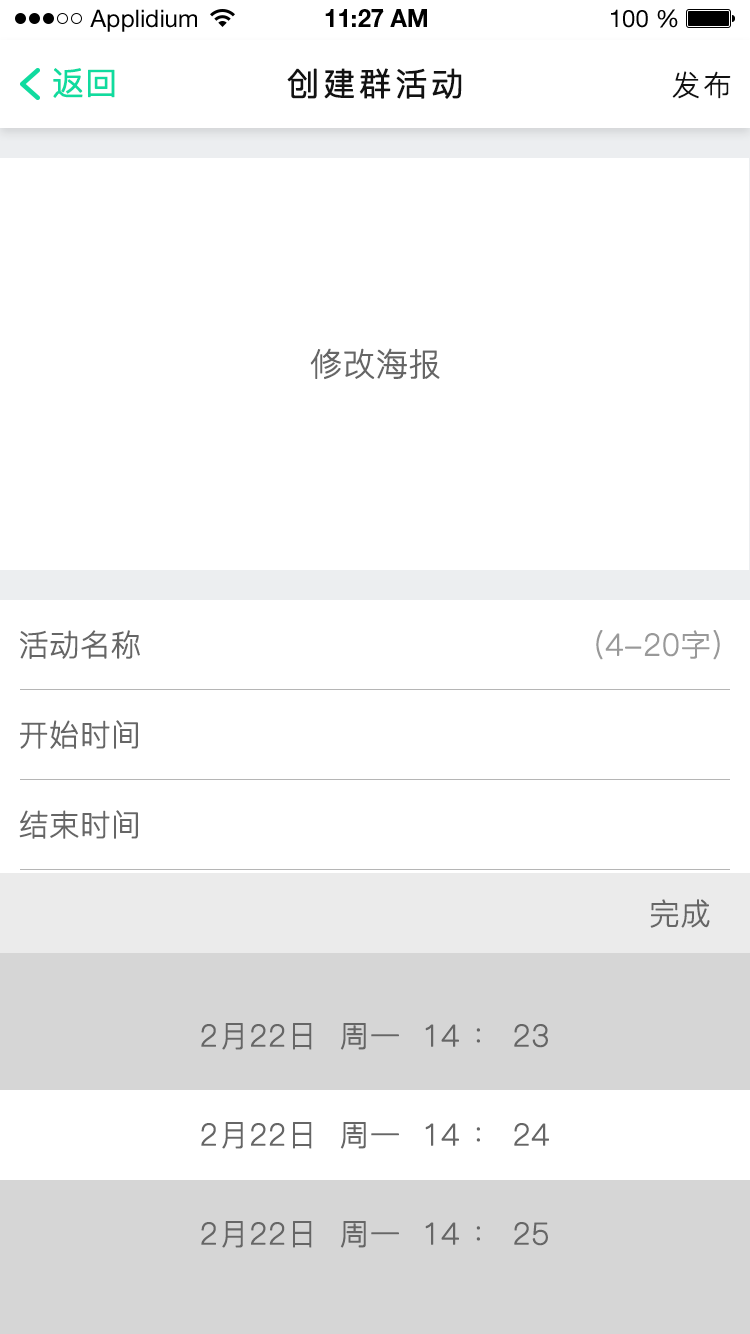 Applidium 11:27 AM 100 %
返回 创建群活动 发布
修改海报
活动名称 (4–20字)
开始时间
结束时间
完成
2月22日 周一 14 : 23
2月22日 周一 14 : 24
2月22日 周一 14 : 25